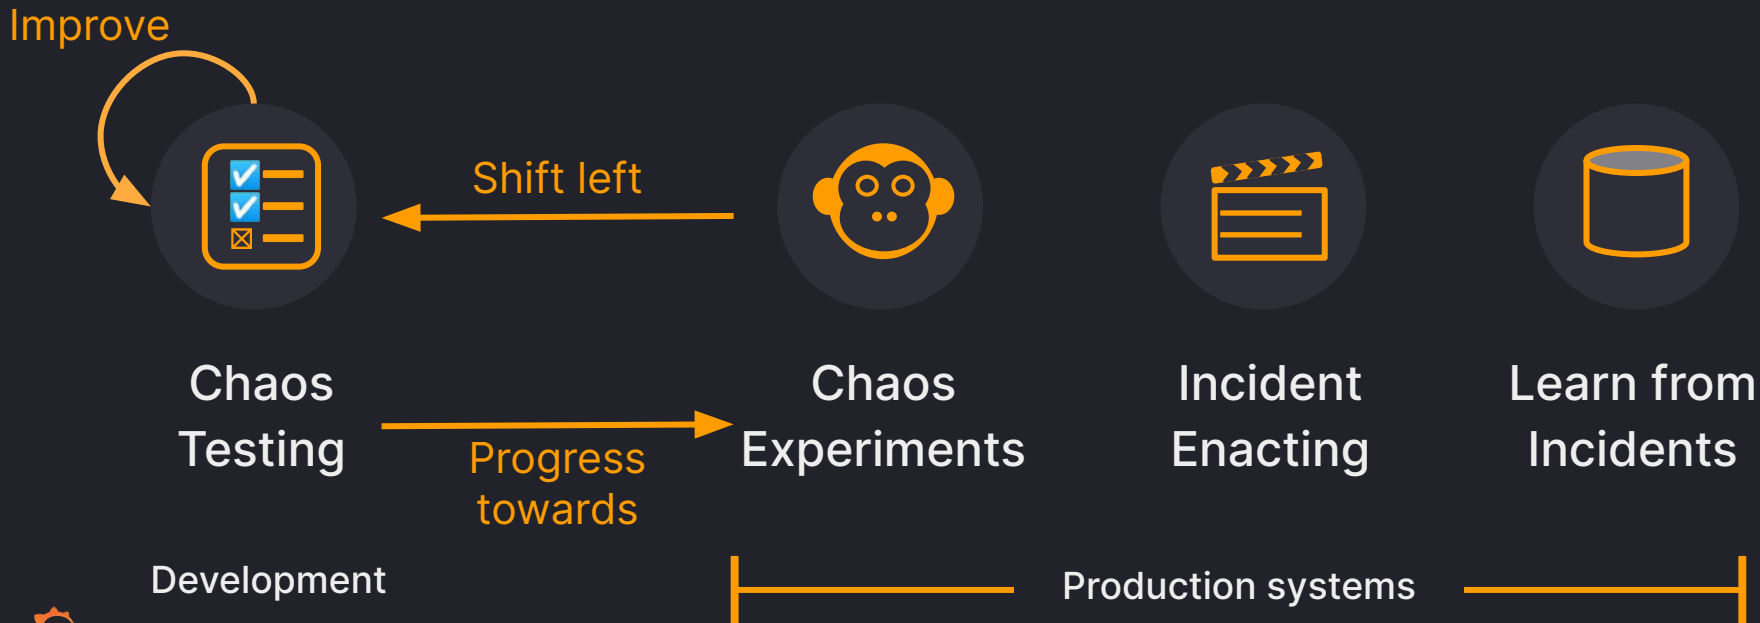 Improve
Shift left
Chaos
Testing
Progress
towards
Chaos
Experiments
Incident
Enacting
Learn from
Incidents
Development
Production systems